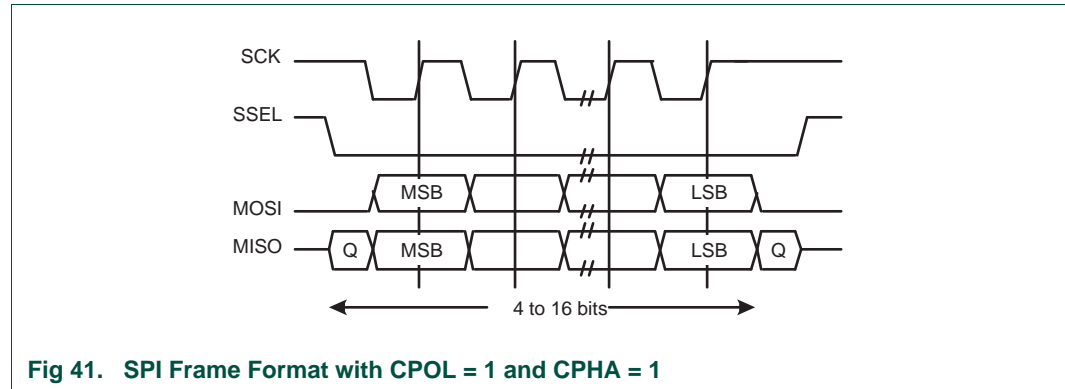 SCK
SSEL
MSB LSB
MOSI
MISO Q MSB LSB Q
4 to 16 bits
Fig 41. SPI Frame Format with CPOL = 1 and CPHA = 1